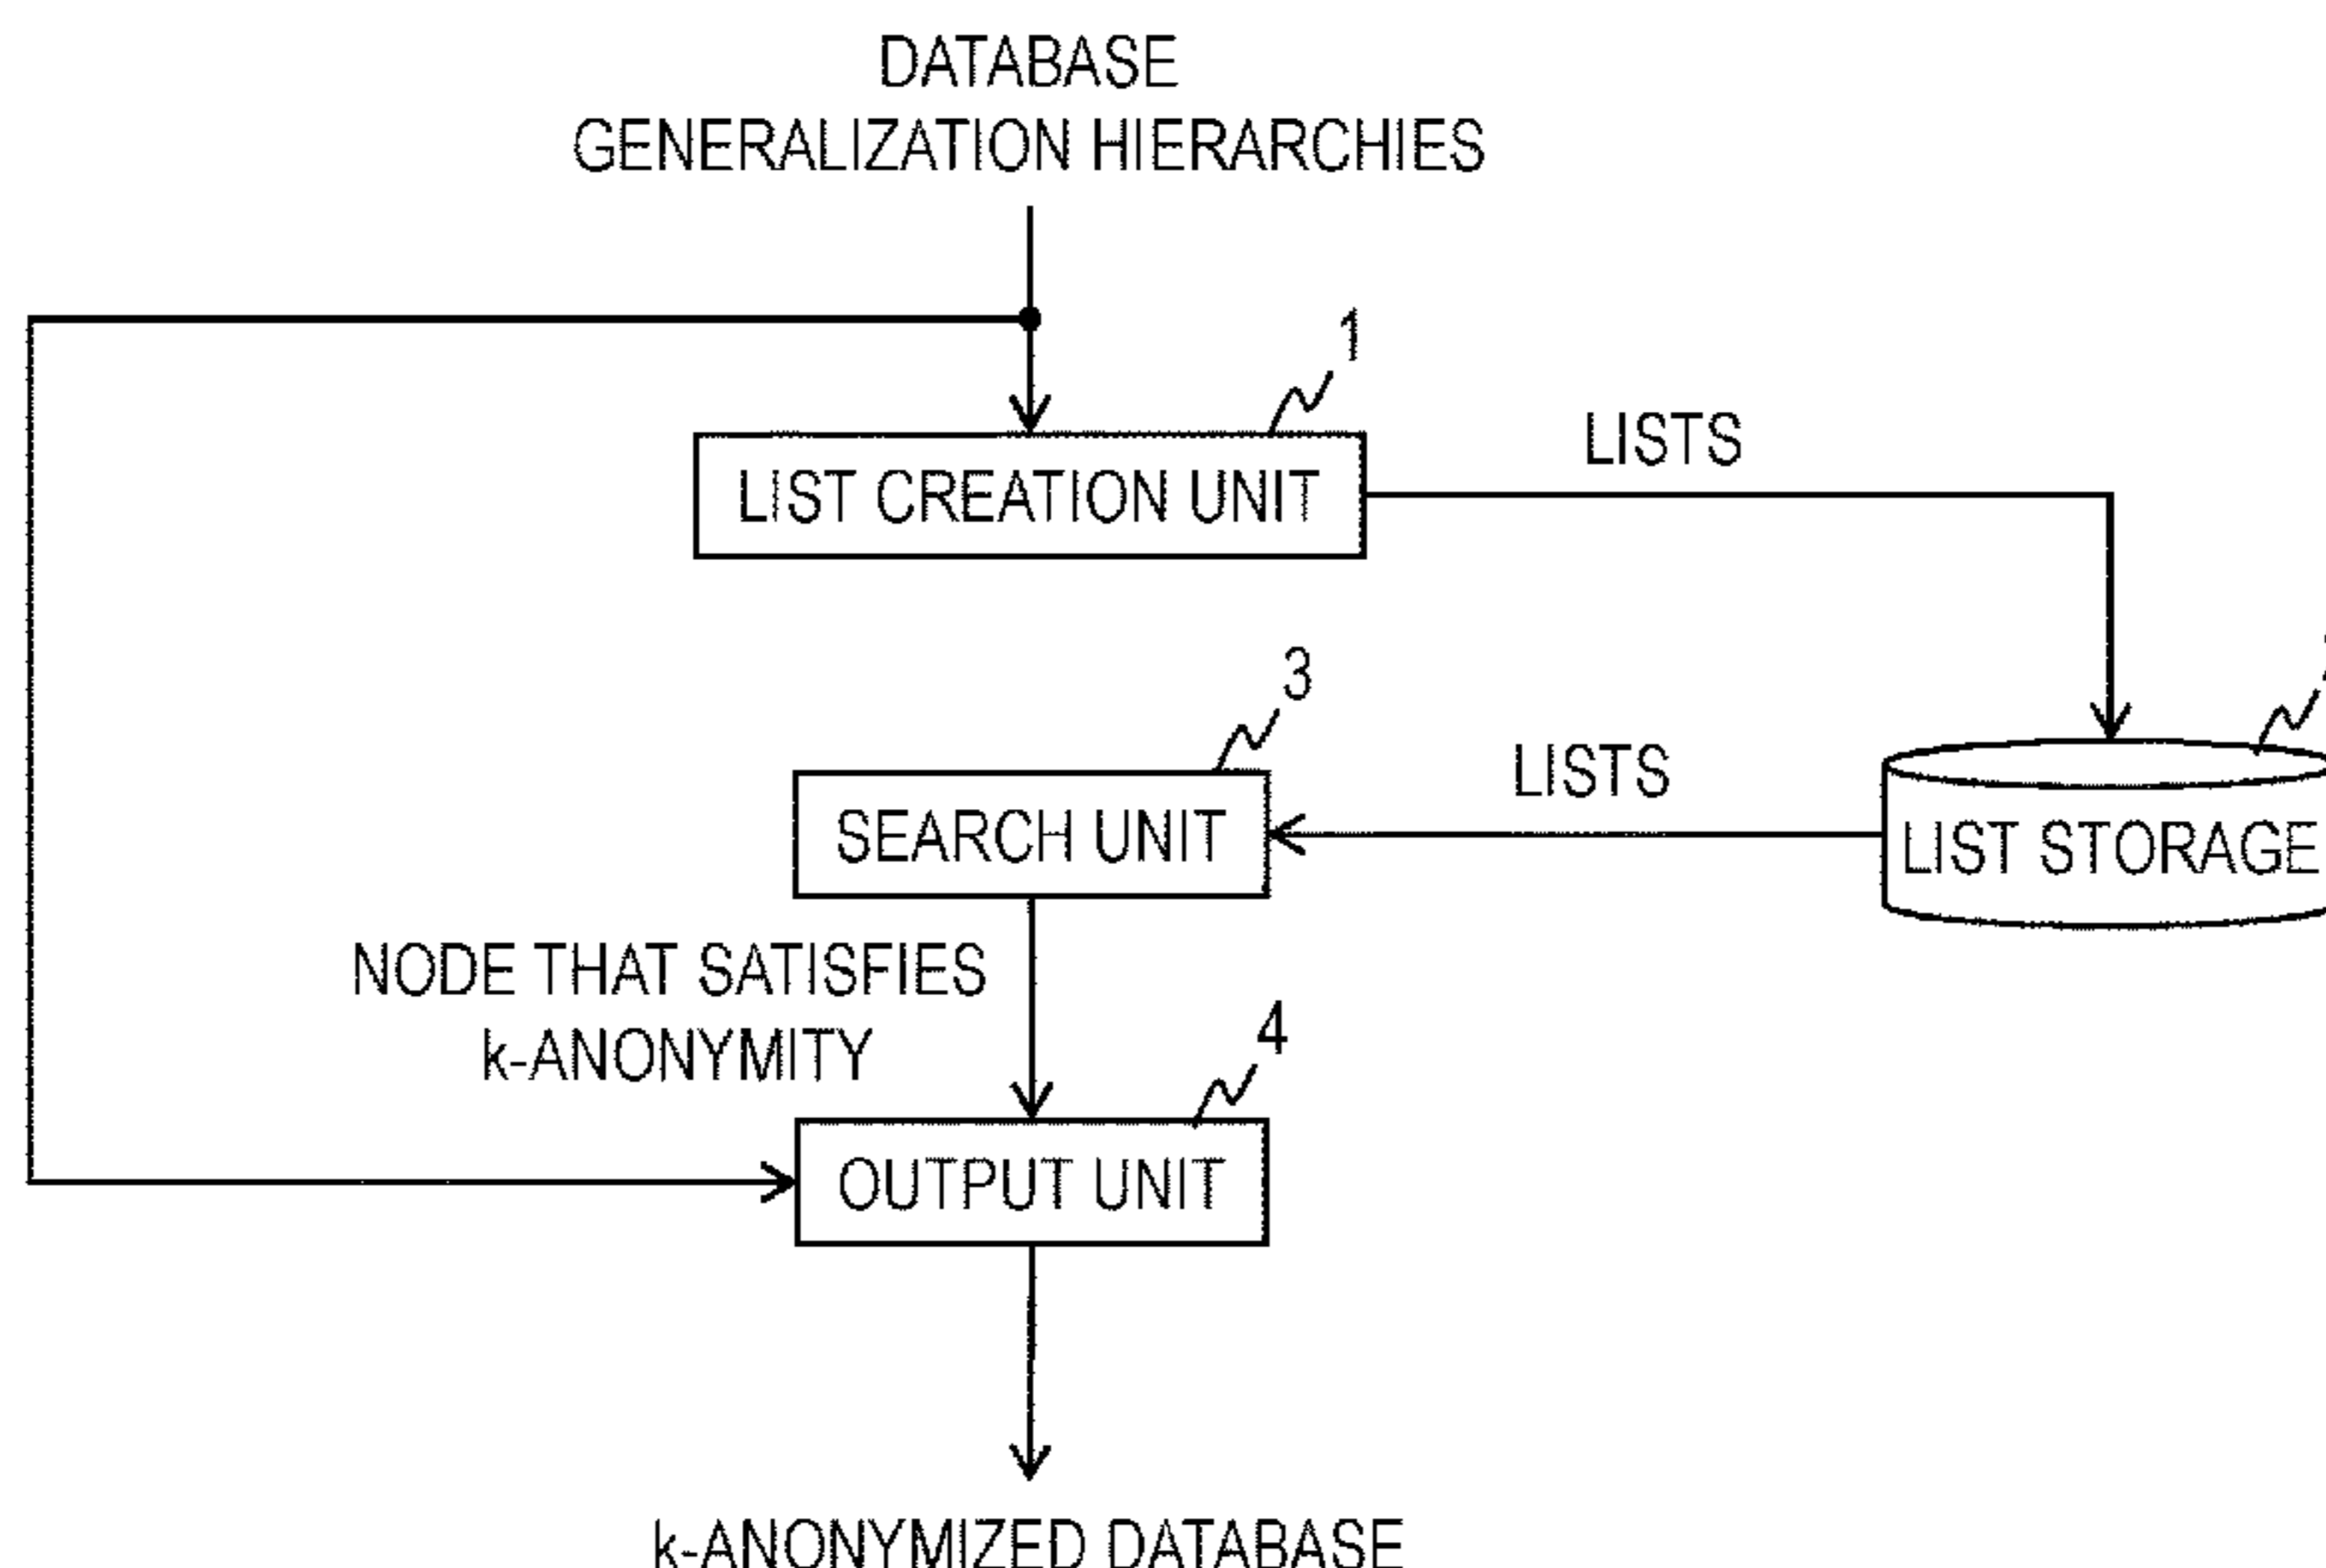 DATABASE
GENERALIZATION HIERARCHIES
1
LISTS
LIST CREATION UNIT
3
LISTS
SEARCH UNIT
LIST STORAGE
NODE THAT SATISFIES
k-ANONYMITY
4
OUTPUT UNIT
k-ANONYMIZED DATABASE